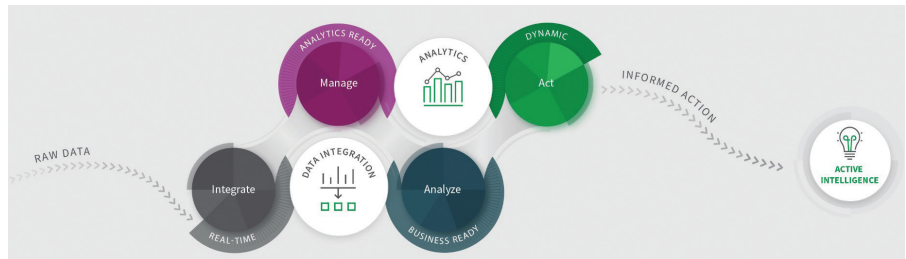 RAW DATA
Integrate
REAL-TIME
ANALYTICS READY
Manage
DATA INTEGRATION
ANALYTICS
Analyze
BUSINESS READY
DYNAMIC
Act
INFORMED ACTION
ACTIVE
INTELLIGENCE